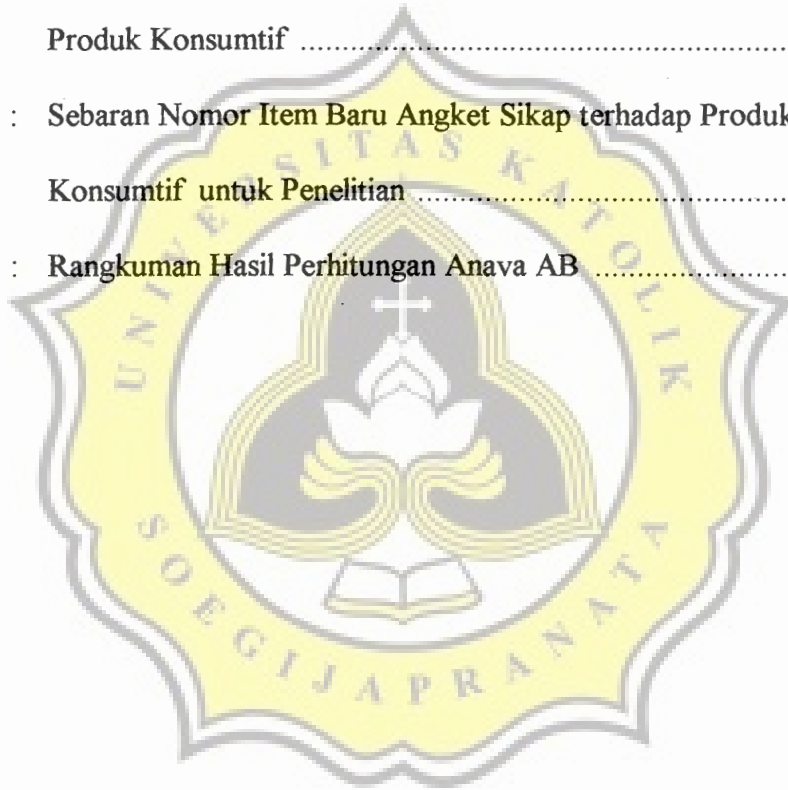 Produk Konsumtif ..........................................................
: Sebaran Nomor Item Baru Angket Sikap terhadap Produk
Konsumtif untuk Penelitian ............................................
: Rangkuman Hasil Perhitungan Anava AB .......................
UNIVERSITAS KATOLIK
SOEGIJAPRANATA